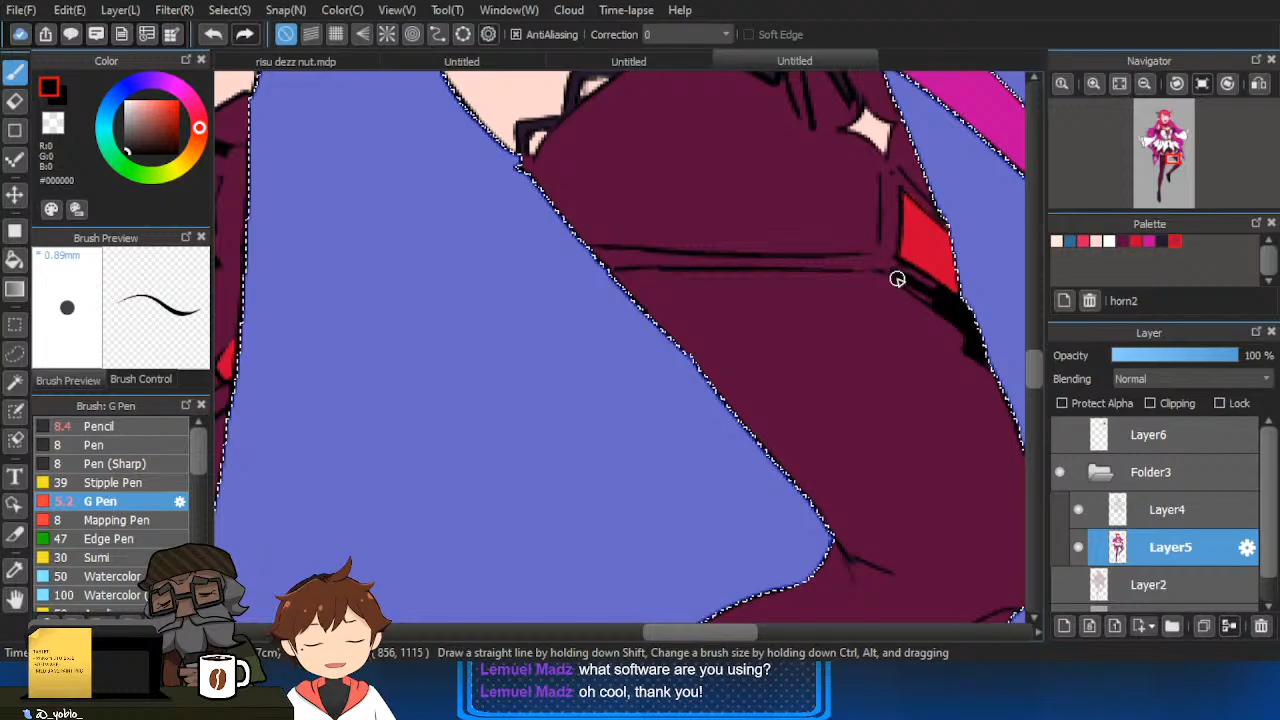 File(F) Edit(E) Layer(L) Filter(R) Select(S) Snap(N) Color(C) View(V) Tool(T) Window(W) Cloud Time-lapse Help
AntiAliasing Correction 0 Soft Edge
Color
risu dezz nut.mdp Untitled Untitled Untitled
R:0
G:0
B:0
#000000
Brush Preview
0.89mm
Brush Preview Brush Control
Brush: G Pen
8.4 Pencil
8 Pen
8 Pen (Sharp)
39 Stipple Pen
5.2 G Pen
8 Mapping Pen
47 Edge Pen
30 Sumi
50 Watercolor
100 Watercolor
Navigator
Palette
horn2
Layer
Opacity 100 %
Blending Normal
Protect Alpha Clipping Lock
Layer6
Folder3
Layer4
Layer5
Layer2
(856, 1115) Draw a straight line by holding down Shift, Change a brush size by holding down Ctrl, Alt, and dragging
Lemuel Madz what software are you using?
Lemuel Madz oh cool, thank you!
@_yoblo_